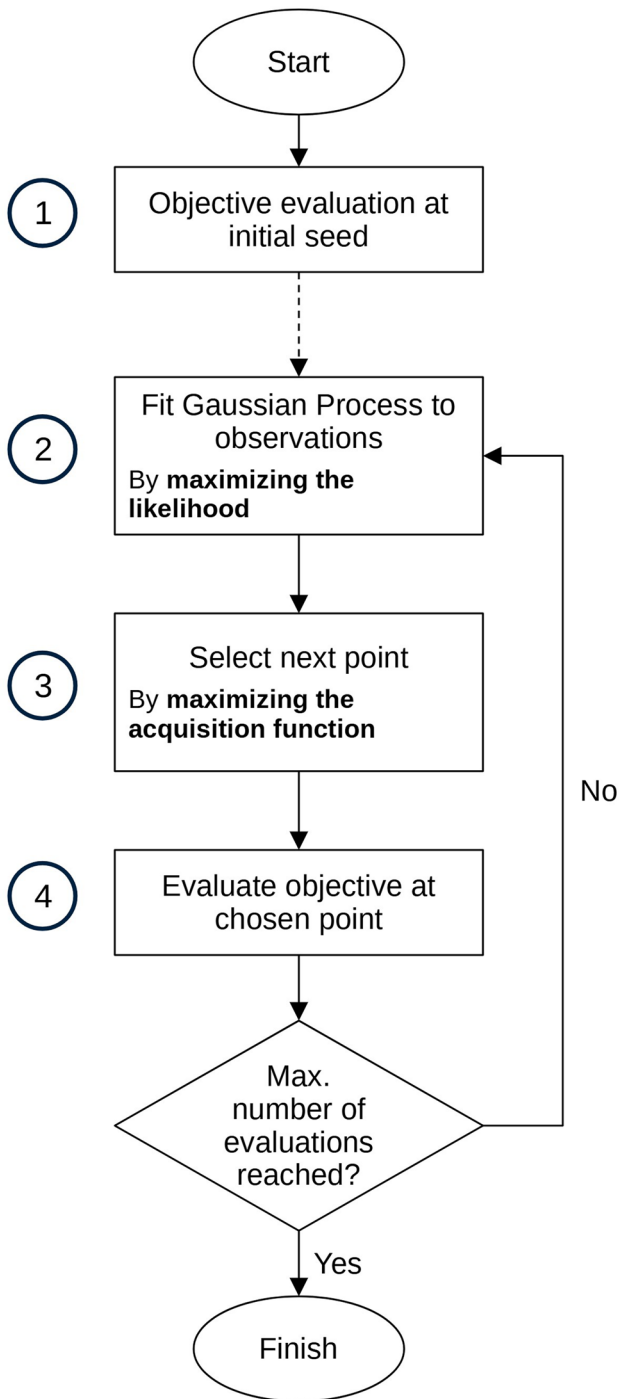 Start
1
Objective evaluation at
initial seed
2
Fit Gaussian Process to
observations
By maximizing the
likelihood
3
Select next point
By maximizing the
acquisition function
No
4
Evaluate objective at
chosen point
Max.
number of
evaluations
reached?
Yes
Finish